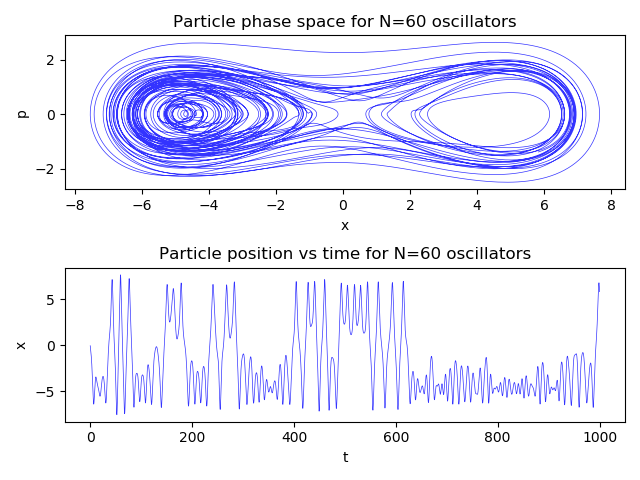 Particle phase space for N=60 oscillators
2
0
−2
p
−8 −6 −4 −2 0 2 4 6 8
x
Particle position vs time for N=60 oscillators
5
0
−5
x
0 200 400 600 800 1000
t